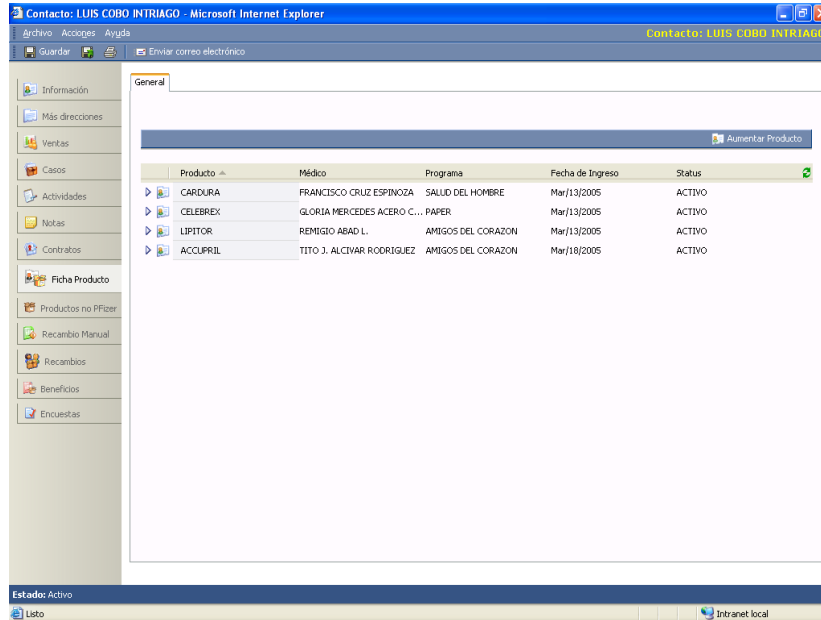 Contacto: LUIS COBO INTRIAGO - Microsoft Internet Explorer
Archivo Acciones Ayuda Contacto: LUIS COBO INTRIAGO
Guardar Enviar correo electrónico
General
Información
Más direcciones
Ventas
Casos
Actividades
Notas
Contratos
Ficha Producto
Productos no PFizer
Recambio Manual
Recambios
Beneficios
Encuestas
Aumentar Producto
Producto Médico Programa Fecha de Ingreso Status
CARDURA FRANCISCO CRUZ ESPINOZA SALUD DEL HOMBRE Mar/13/2005 ACTIVO
CELEBREX GLORIA MERCEDES ACERO C... PAPER Mar/13/2005 ACTIVO
LIPITOR REMIGIO ABAD L. AMIGOS DEL CORAZON Mar/13/2005 ACTIVO
ACCUPRIL TITO J. ALCIVAR RODRIGUEZ AMIGOS DEL CORAZON Mar/18/2005 ACTIVO
Estado: Activo
Listo Intranet local